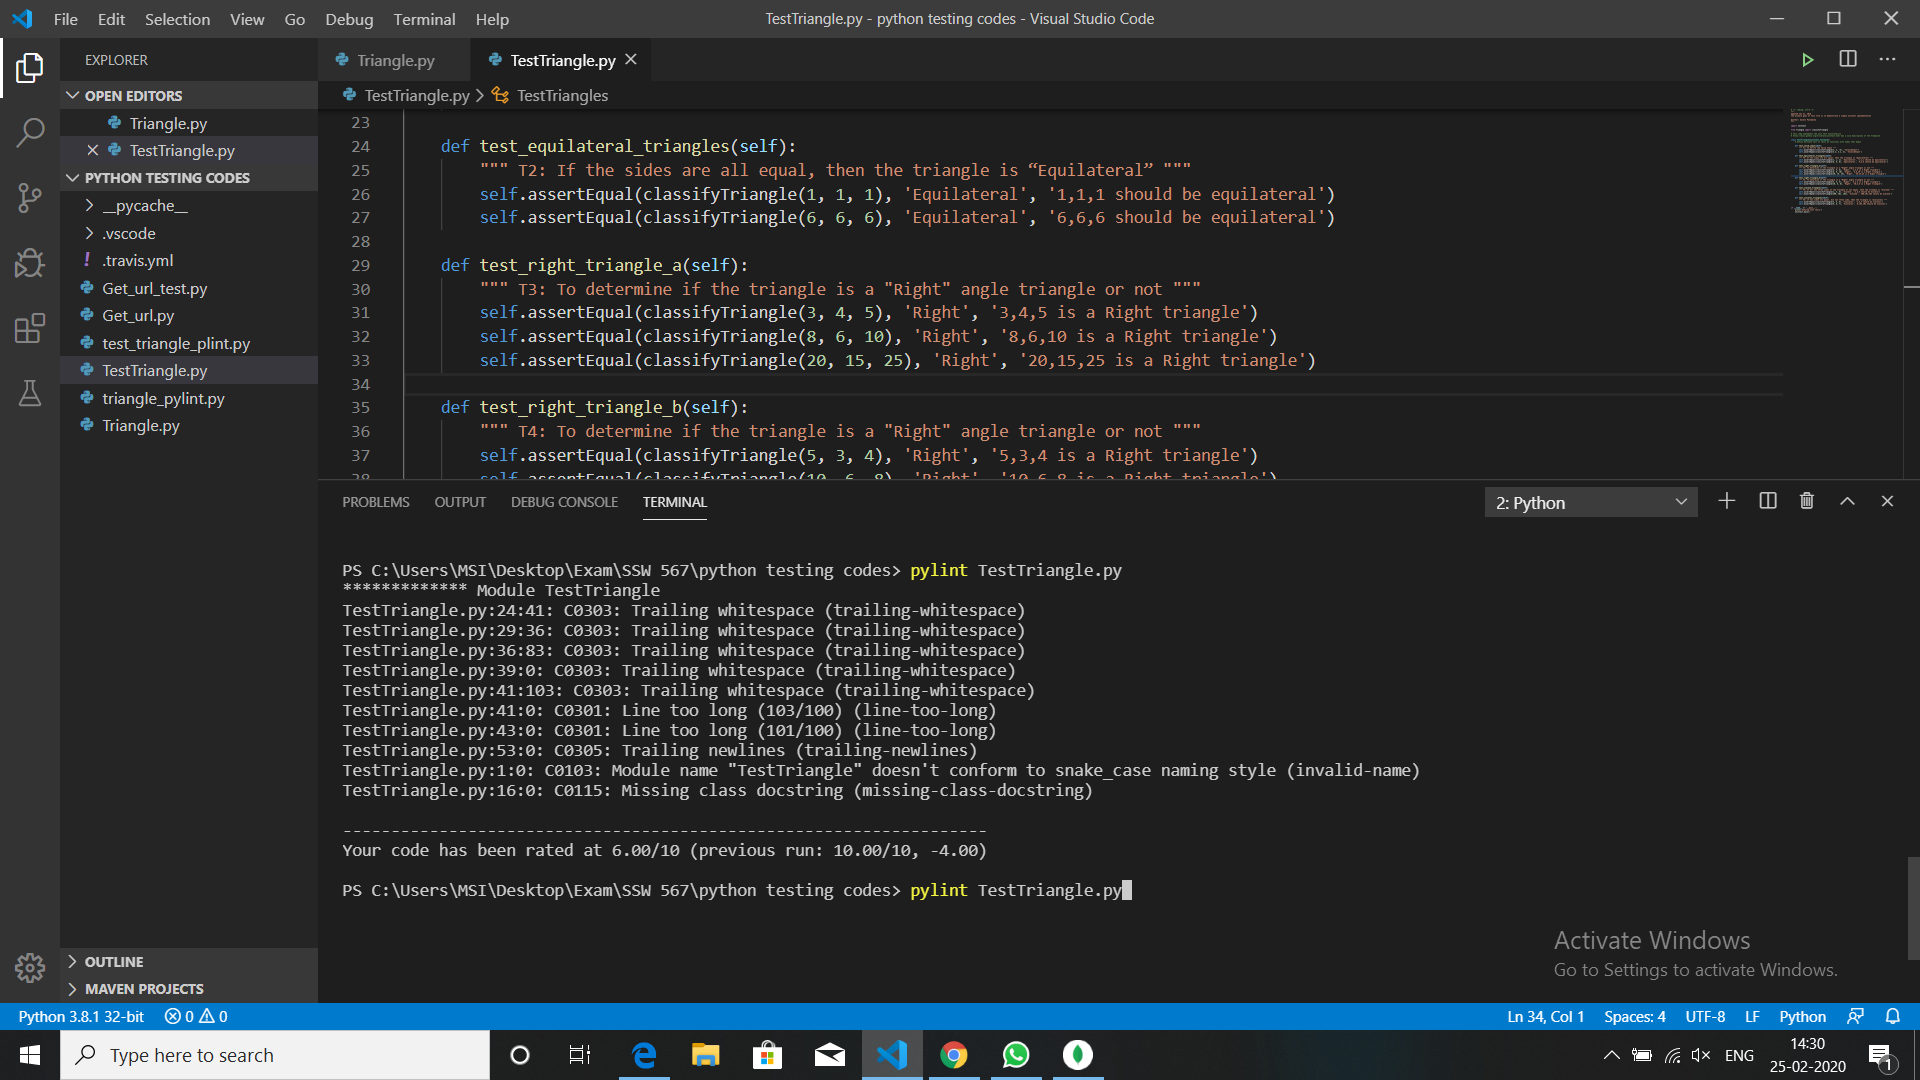 File Edit Selection View Go Debug Terminal Help
TestTriangle.py - python testing codes - Visual Studio Code
EXPLORER
OPEN EDITORS
Triangle.py
TestTriangle.py
PYTHON TESTING CODES
__pycache__
.vscode
.travis.yml
Get_url_test.py
Get_url.py
test_triangle_plint.py
TestTriangle.py
triangle_pylint.py
Triangle.py
OUTLINE
MAVEN PROJECTS
Triangle.py TestTriangle.py
TestTriangle.py > TestTriangles
23
24 def test_equilateral_triangles(self):
25 """ T2: If the sides are all equal, then the triangle is “Equilateral” """
26 self.assertEqual(classifyTriangle(1, 1, 1), 'Equilateral', '1,1,1 should be equilateral')
27 self.assertEqual(classifyTriangle(6, 6, 6), 'Equilateral', '6,6,6 should be equilateral')
28
29 def test_right_triangle_a(self):
30 """ T3: To determine if the triangle is a "Right" angle triangle or not """
31 self.assertEqual(classifyTriangle(3, 4, 5), 'Right', '3,4,5 is a Right triangle')
32 self.assertEqual(classifyTriangle(8, 6, 10), 'Right', '8,6,10 is a Right triangle')
33 self.assertEqual(classifyTriangle(20, 15, 25), 'Right', '20,15,25 is a Right triangle')
34
35 def test_right_triangle_b(self):
36 """ T4: To determine if the triangle is a "Right" angle triangle or not """
37 self.assertEqual(classifyTriangle(5, 3, 4), 'Right', '5,3,4 is a Right triangle')
38 self.assertEqual(classifyTriangle(10, 6, 8), 'Right', '10,6,8 is a Right triangle')
PROBLEMS OUTPUT DEBUG CONSOLE TERMINAL
2: Python
PS C:\Users\MSI\Desktop\Exam\SSW 567\python testing codes> pylint TestTriangle.py
************* Module TestTriangle
TestTriangle.py:24:41: C0303: Trailing whitespace (trailing-whitespace)
TestTriangle.py:29:36: C0303: Trailing whitespace (trailing-whitespace)
TestTriangle.py:36:83: C0303: Trailing whitespace (trailing-whitespace)
TestTriangle.py:39:0: C0303: Trailing whitespace (trailing-whitespace)
TestTriangle.py:41:103: C0303: Trailing whitespace (trailing-whitespace)
TestTriangle.py:41:0: C0301: Line too long (103/100) (line-too-long)
TestTriangle.py:43:0: C0301: Line too long (101/100) (line-too-long)
TestTriangle.py:53:0: C0305: Trailing newlines (trailing-newlines)
TestTriangle.py:1:0: C0103: Module name "TestTriangle" doesn't conform to snake_case naming style (invalid-name)
TestTriangle.py:16:0: C0115: Missing class docstring (missing-class-docstring)
-------------------------------------------------------------------
Your code has been rated at 6.00/10 (previous run: 10.00/10, -4.00)
PS C:\Users\MSI\Desktop\Exam\SSW 567\python testing codes> pylint TestTriangle.py
Activate Windows
Go to Settings to activate Windows.
Python 3.8.1 32-bit 0 0
Ln 34, Col 1 Spaces: 4 UTF-8 LF Python
Type here to search
ENG
14:30
25-02-2020
1